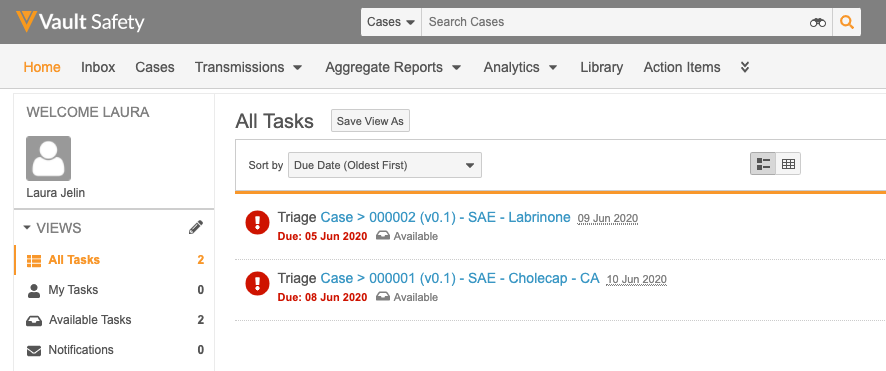 Vault Safety
Cases
Search Cases
Home Inbox Cases Transmissions Aggregate Reports Analytics Library Action Items
WELCOME LAURA
Laura Jelin
VIEWS
All Tasks 2
My Tasks 0
Available Tasks 2
Notifications 0
All Tasks Save View As
Sort by Due Date (Oldest First)
Triage Case > 000002 (v0.1) - SAE - Labrinone 09 Jun 2020
Due: 05 Jun 2020 Available
Triage Case > 000001 (v0.1) - SAE - Cholecap - CA 10 Jun 2020
Due: 08 Jun 2020 Available